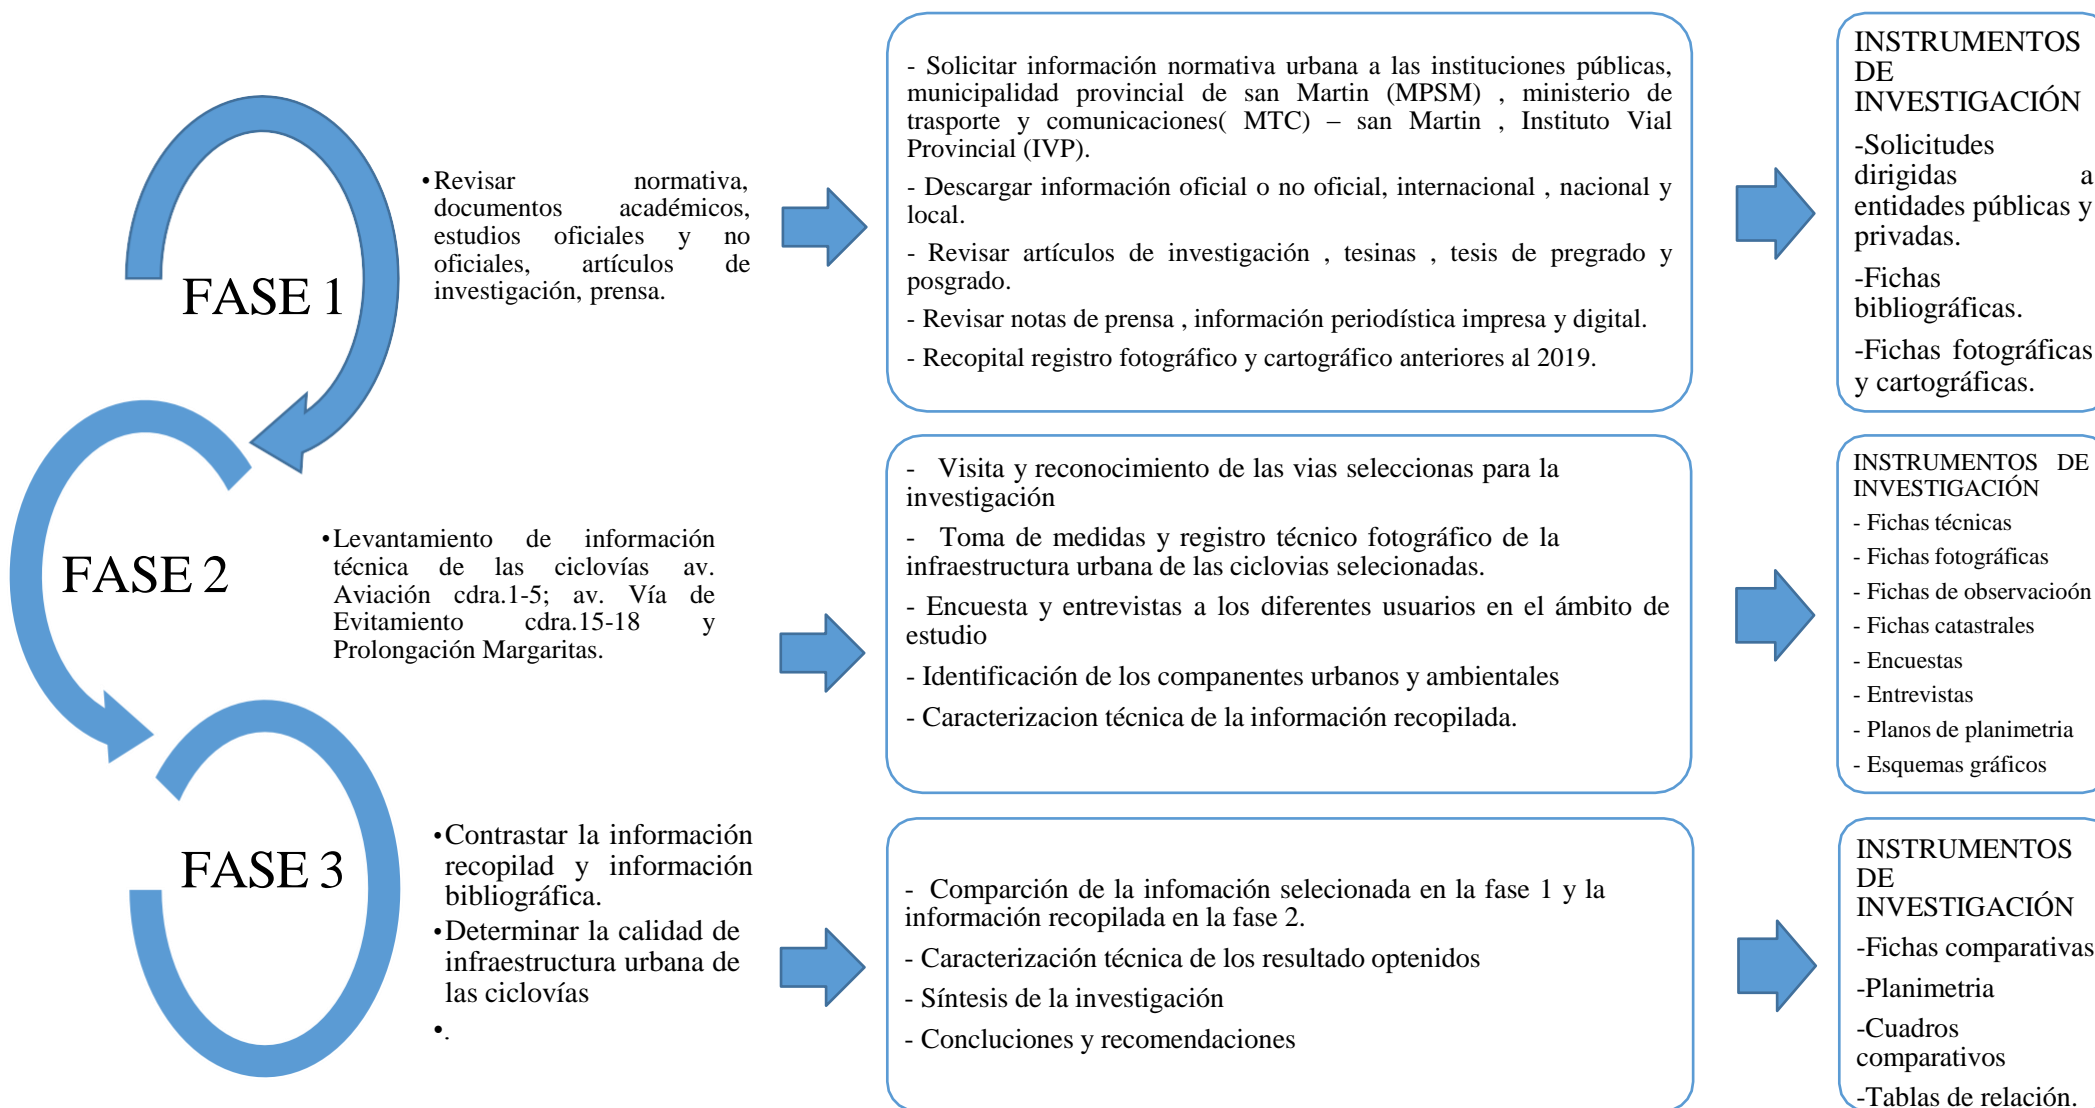 FASE 1
•Revisar normativa,
documentos académicos,
estudios oficiales y no
oficiales, artículos de
investigación, prensa.
- Solicitar información normativa urbana a las instituciones públicas,
municipalidad provincial de san Martin (MPSM) , ministerio de
trasporte y comunicaciones( MTC) – san Martin , Instituto Vial
Provincial (IVP).
- Descargar información oficial o no oficial, internacional , nacional y
local.
- Revisar artículos de investigación , tesinas , tesis de pregrado y
posgrado.
- Revisar notas de prensa , información periodística impresa y digital.
- Recopital registro fotográfico y cartográfico anteriores al 2019.
INSTRUMENTOS
DE
INVESTIGACIÓN
-Solicitudes
dirigidas a
entidades públicas y
privadas.
-Fichas
bibliográficas.
-Fichas fotográficas
y cartográficas.
FASE 2
•Levantamiento de información
técnica de las ciclovías av.
Aviación cdra.1-5; av. Vía de
Evitamiento cdra.15-18 y
Prolongación Margaritas.
- Visita y reconocimiento de las vias seleccionas para la
investigación
- Toma de medidas y registro técnico fotográfico de la
infraestructura urbana de las ciclovias selecionadas.
- Encuesta y entrevistas a los diferentes usuarios en el ámbito de
estudio
- Identificación de los companentes urbanos y ambientales
- Caracterizacion técnica de la información recopilada.
INSTRUMENTOS DE
INVESTIGACIÓN
- Fichas técnicas
- Fichas fotográficas
- Fichas de observacioón
- Fichas catastrales
- Encuestas
- Entrevistas
- Planos de planimetria
- Esquemas gráficos
FASE 3
•Contrastar la información
recopilad y información
bibliográfica.
•Determinar la calidad de
infraestructura urbana de
las ciclovías
•.
- Comparción de la infomación selecionada en la fase 1 y la
información recopilada en la fase 2.
- Caracterización técnica de los resultado optenidos
- Síntesis de la investigación
- Concluciones y recomendaciones
INSTRUMENTOS
DE
INVESTIGACIÓN
-Fichas comparativas
-Planimetria
-Cuadros
comparativos
-Tablas de relación.